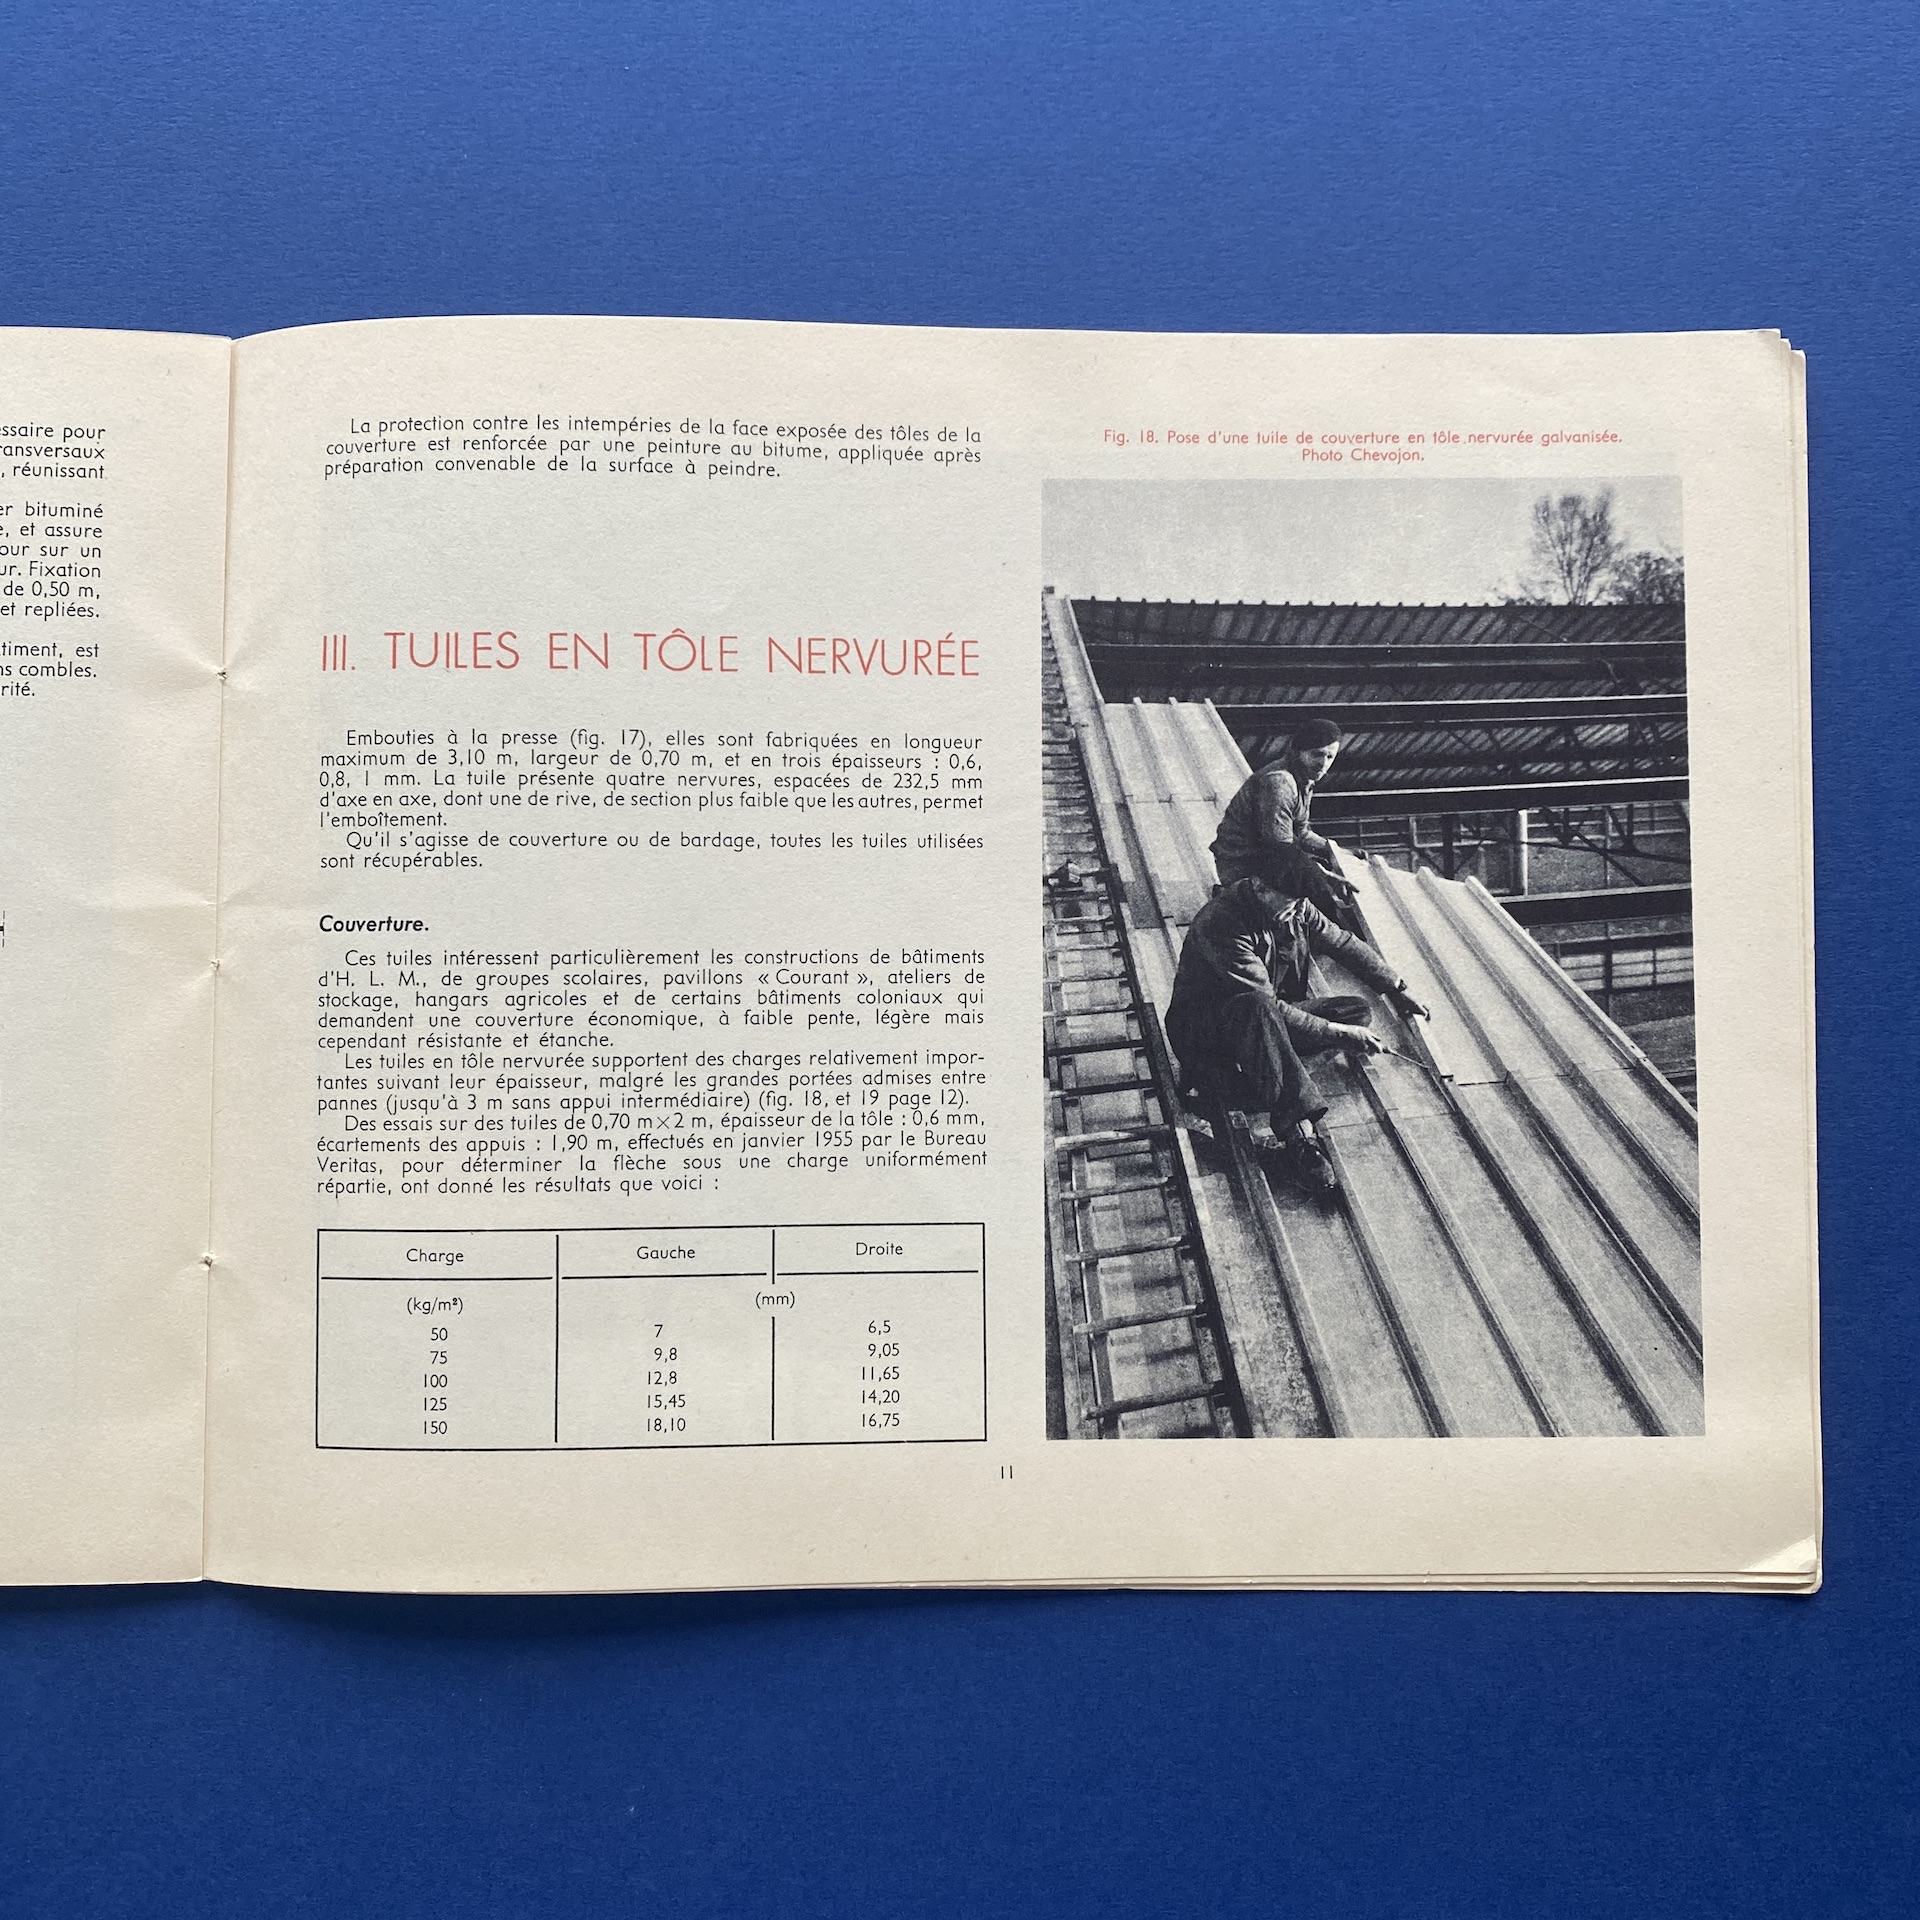 ssaire pour
ansversaux
, réunissant
er bituminé
e, et assure
our sur un
ur. Fixation
de 0,50 m,
et repliées.
timent, est
ns combles.
rité.
La protection contre les intempéries de la face exposée des tôles de la
couverture est renforcée par une peinture au bitume, appliquée après
préparation convenable de la surface à peindre.
III. TUILES EN TÔLE NERVURÉE
Embouties à la presse (fig. 17), elles sont fabriquées en longueur
maximum de 3,10 m, largeur de 0,70 m, et en trois épaisseurs : 0,6,
0,8, 1 mm. La tuile présente quatre nervures, espacées de 232,5 mm
d'axe en axe, dont une de rive, de section plus faible que les autres, permet
l'emboîtement.
Qu'il s'agisse de couverture ou de bardage, toutes les tuiles utilisées
sont récupérables.
Couverture.
Ces tuiles intéressent particulièrement les constructions de bâtiments
d'H. L. M., de groupes scolaires, pavillons « Courant », ateliers de
stockage, hangars agricoles et de certains bâtiments coloniaux qui
demandent une couverture économique, à faible pente, légère mais
cependant résistante et étanche.
Les tuiles en tôle nervurée supportent des charges relativement impor-
tantes suivant leur épaisseur, malgré les grandes portées admises entre
pannes (jusqu'à 3 m sans appui intermédiaire) (fig. 18, et 19 page 12).
Des essais sur des tuiles de 0,70 m×2 m, épaisseur de la tôle : 0,6 mm,
écartements des appuis : 1,90 m, effectués en janvier 1955 par le Bureau
Veritas, pour déterminer la flèche sous une charge uniformément
répartie, ont donné les résultats que voici :
Charge Gauche Droite
(kg/m²) (mm)
50 7 6,5
75 9,8 9,05
100 12,8 11,65
125 15,45 14,20
150 18,10 16,75
Fig. 18. Pose d'une tuile de couverture en tôle nervurée galvanisée.
Photo Chevojon.
11